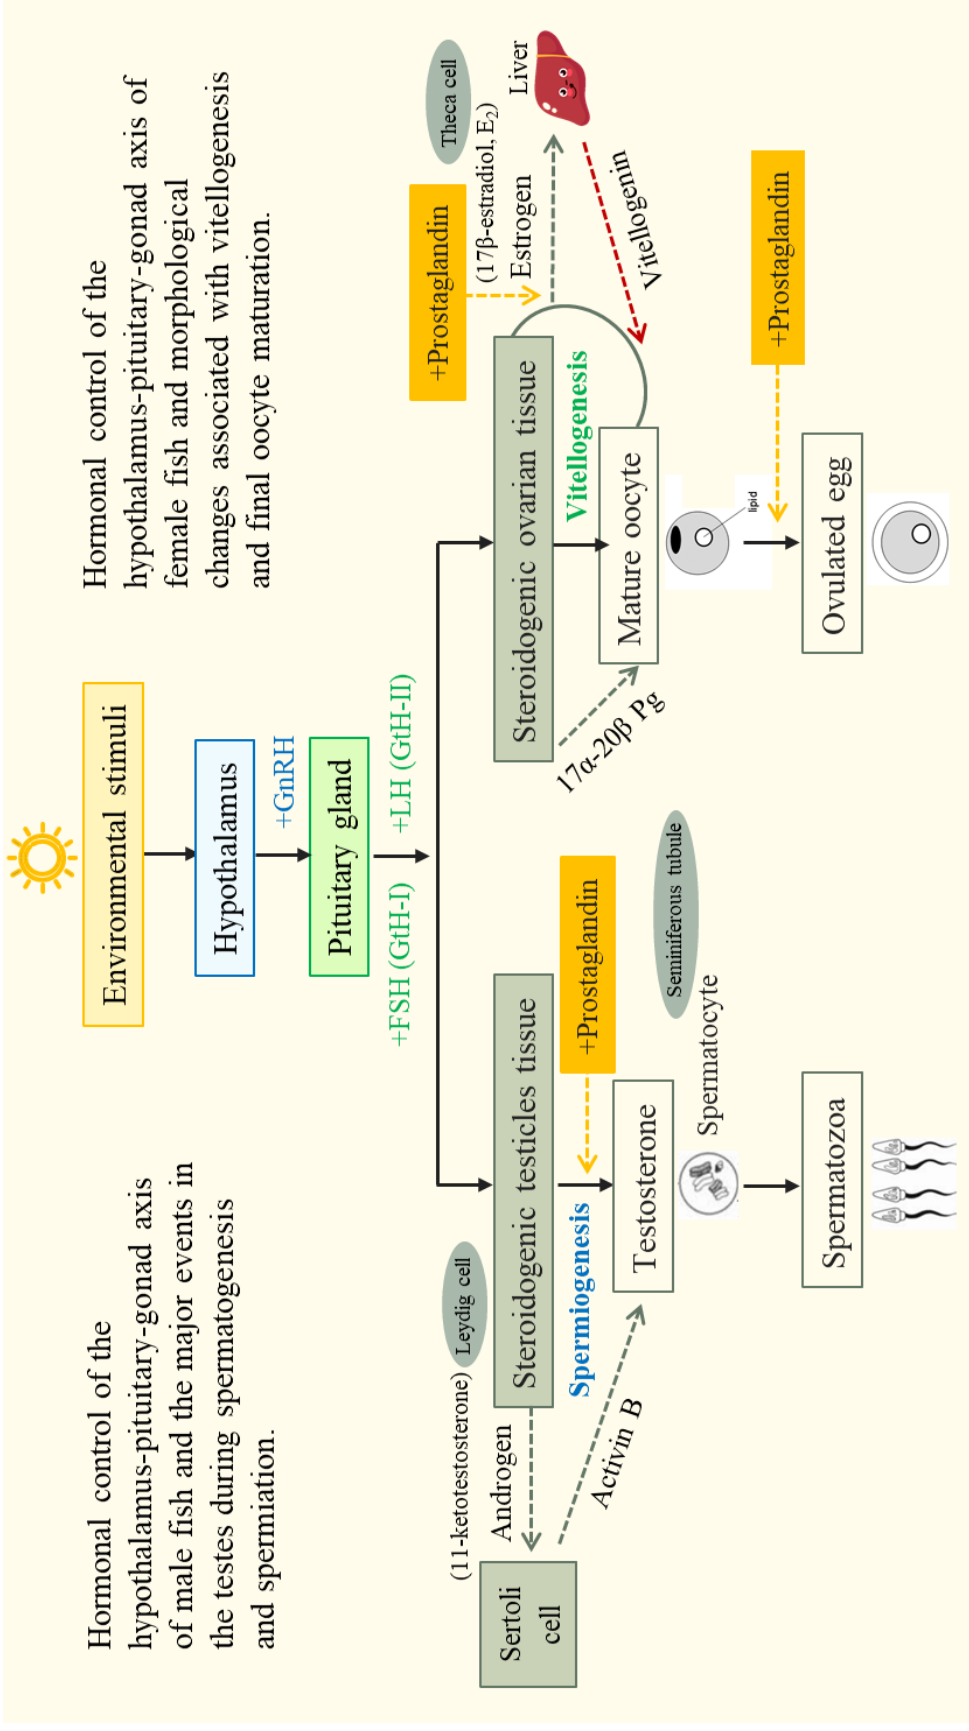 Hormonal control of the
hypothalamus-pituitary-gonad axis
of male fish and the major events in
the testes during spermatogenesis
and spermiation.
Environmental stimuli
Hypothalamus
+GnRH
Pituitary gland
+FSH (GtH-I)
+LH (GtH-II)
Hormonal control of the
hypothalamus-pituitary-gonad axis of
female fish and morphological
changes associated with vitellogenesis
and final oocyte maturation.
(11-ketotestosterone)
Leydig cell
Androgen
Sertoli
cell
Steroidogenic testicles tissue
Spermiogenesis
+Prostaglandin
Activin B
Testosterone
Spermatocyte
Seminiferous tubule
Spermatozoa
+Prostaglandin
Theca cell
(17β-estradiol, E₂)
Estrogen
Liver
Steroidogenic ovarian tissue
Vitellogenesis
Vitellogenin
17α-20β Pg
Mature oocyte
lipid
+Prostaglandin
Ovulated egg